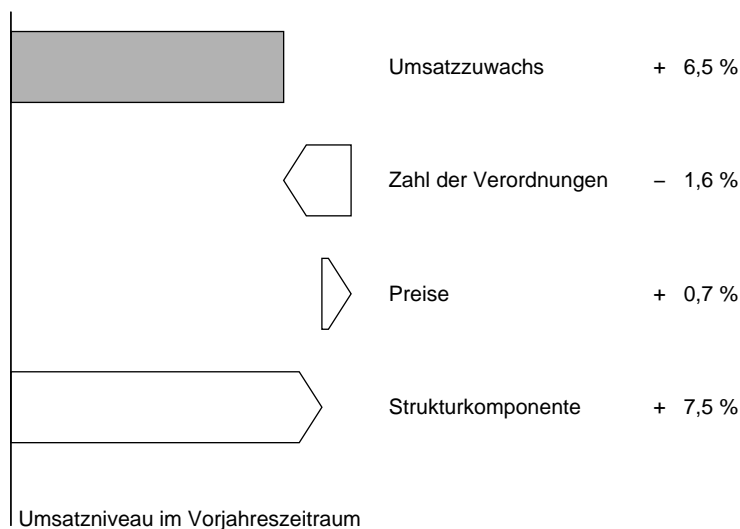 Umsatzzuwachs + 6,5 %
Zahl der Verordnungen – 1,6 %
Preise + 0,7 %
Strukturkomponente + 7,5 %
Umsatzniveau im Vorjahreszeitraum